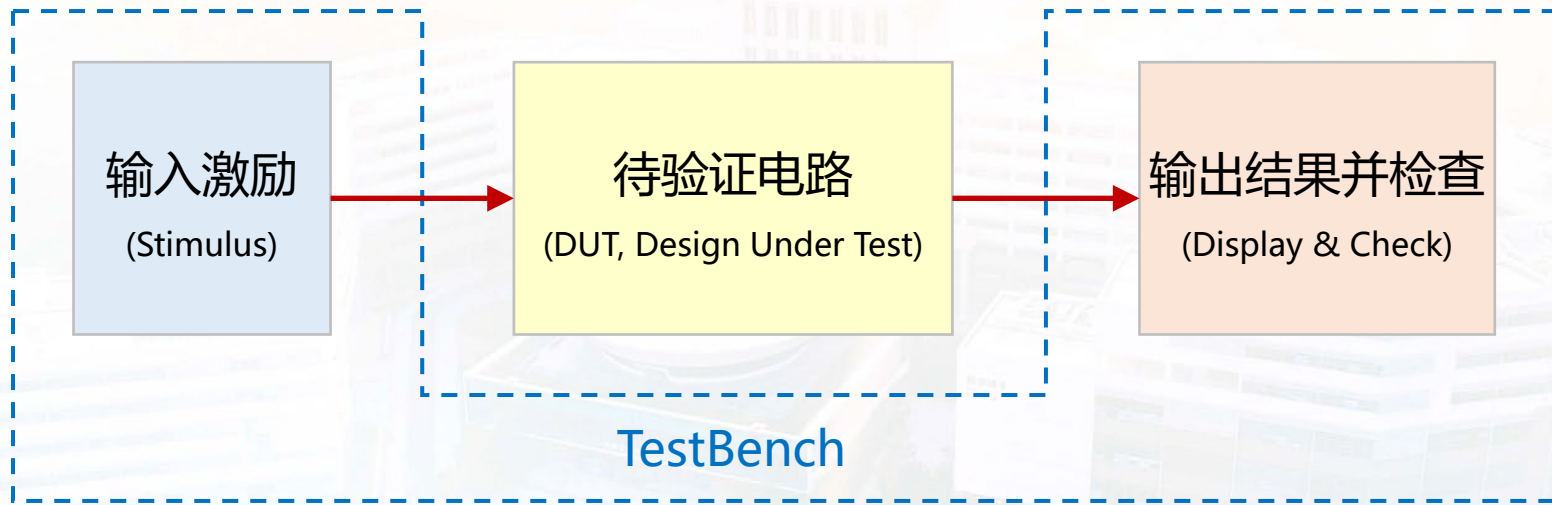 输入激励
(Stimulus)
待验证电路
(DUT, Design Under Test)
输出结果并检查
(Display & Check)
TestBench